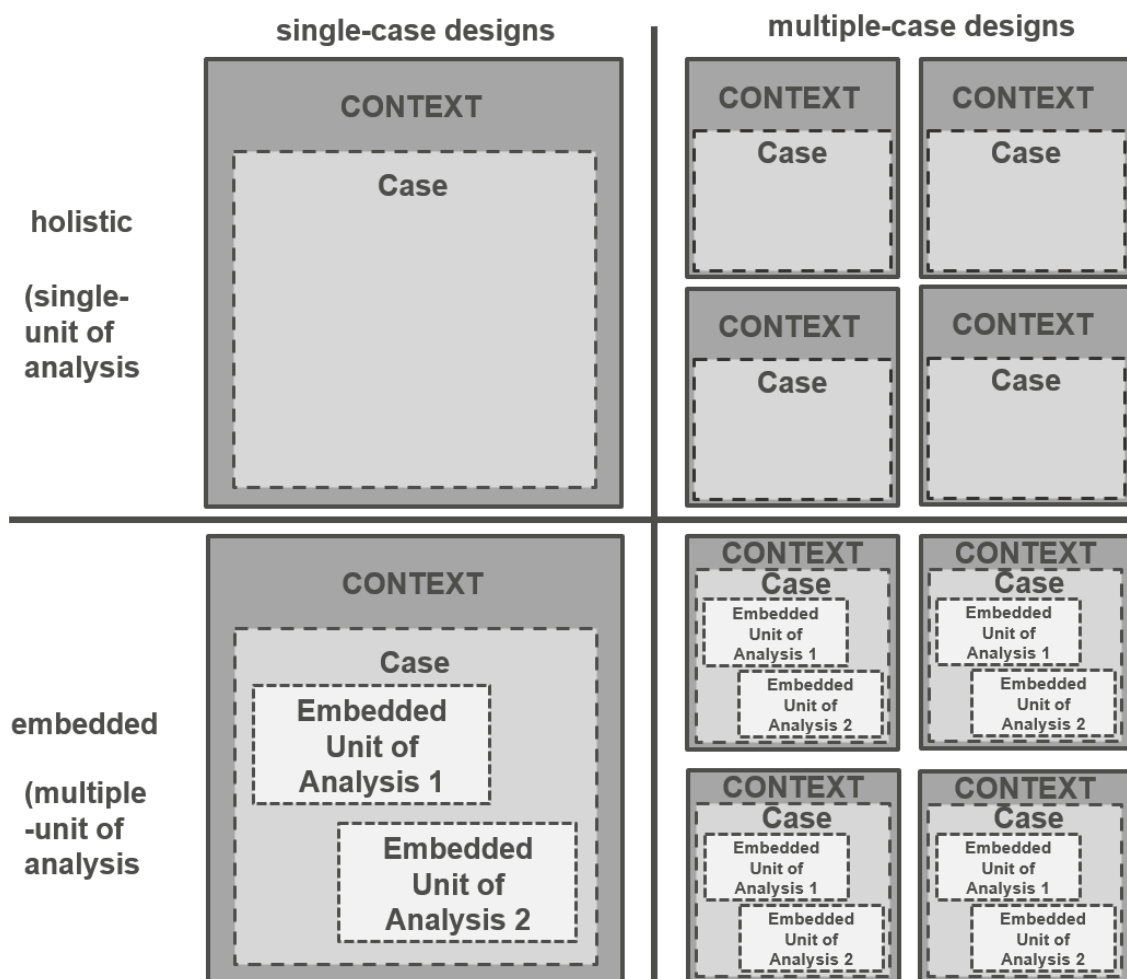 single-case designs
multiple-case designs
holistic
(single-
unit of
analysis
CONTEXT
Case
CONTEXT
Case
CONTEXT
Case
CONTEXT
Case
CONTEXT
Case
embedded
(multiple
-unit of
analysis
CONTEXT
Case
Embedded
Unit of
Analysis 1
Embedded
Unit of
Analysis 2
CONTEXT
Case
Embedded
Unit of
Analysis 1
Embedded
Unit of
Analysis 2
CONTEXT
Case
Embedded
Unit of
Analysis 1
Embedded
Unit of
Analysis 2
CONTEXT
Case
Embedded
Unit of
Analysis 1
Embedded
Unit of
Analysis 2
CONTEXT
Case
Embedded
Unit of
Analysis 1
Embedded
Unit of
Analysis 2